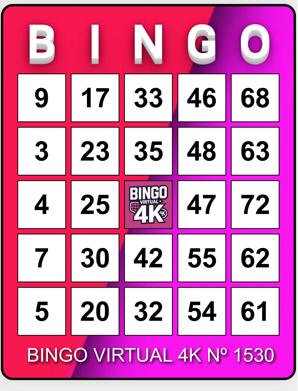 B I N G O
9 17 33 46 68
3 23 35 48 63
4 25 BINGO VIRTUAL 4K 47 72
7 30 42 55 62
5 20 32 54 61
BINGO VIRTUAL 4K Nº 1530